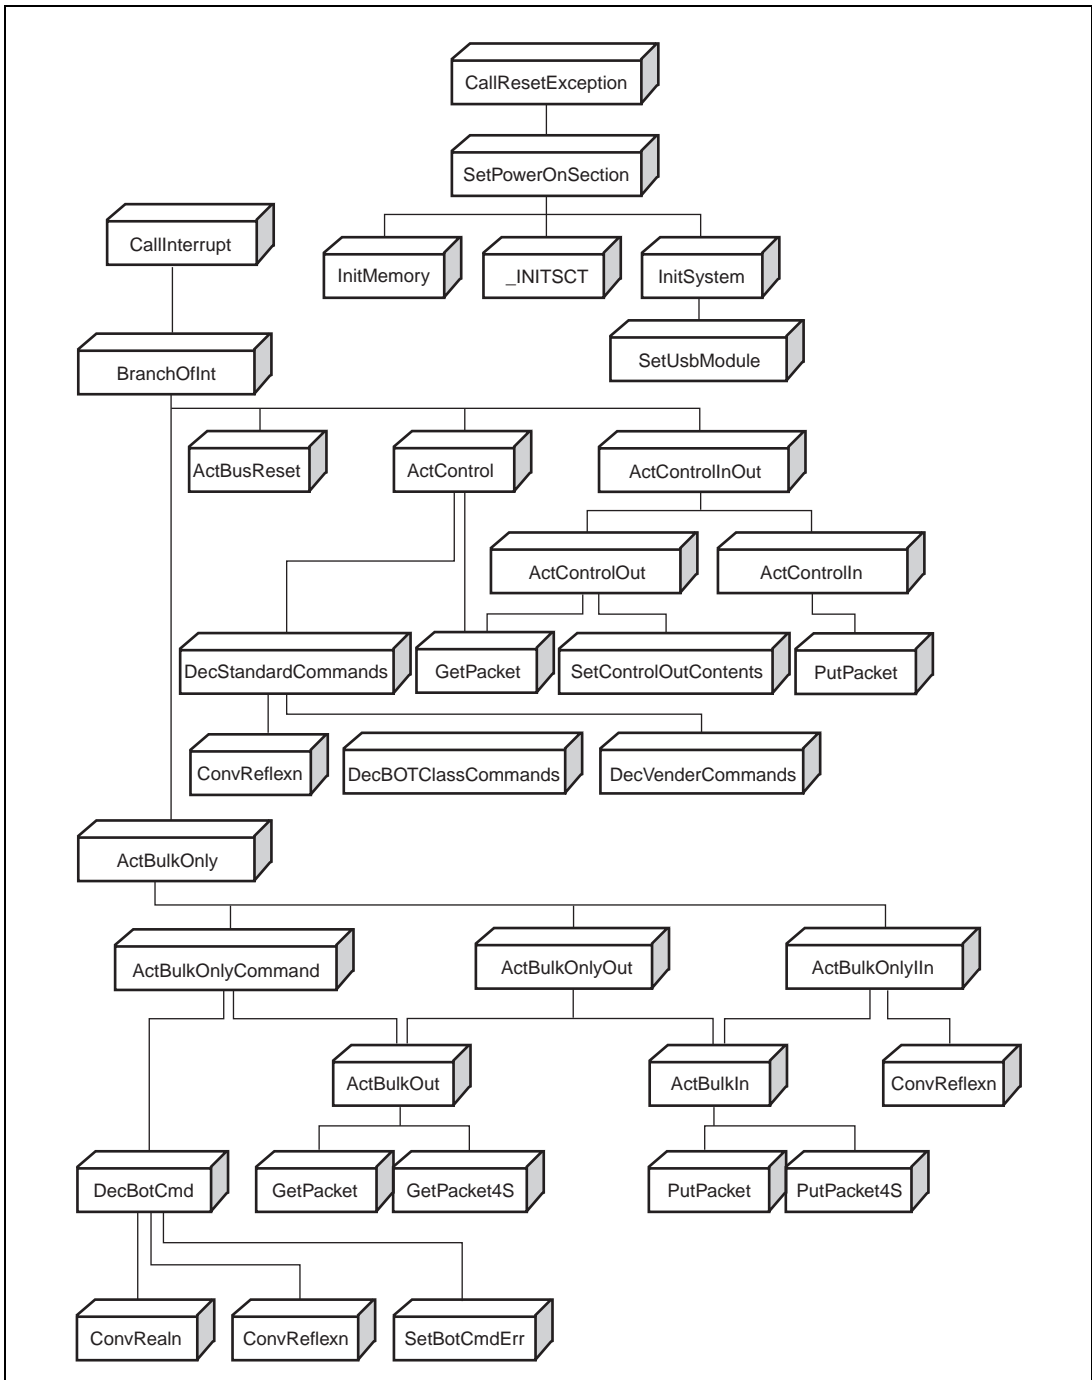 CallResetException
SetPowerOnSection
CallInterrupt
InitMemory
_INITSCT
InitSystem
BranchOfInt
SetUsbModule
ActBusReset
ActControl
ActControlInOut
ActControlOut
ActControlIn
DecStandardCommands
GetPacket
SetControlOutContents
PutPacket
ConvReflexn
DecBOTClassCommands
DecVenderCommands
ActBulkOnly
ActBulkOnlyCommand
ActBulkOnlyOut
ActBulkOnlyIIn
ActBulkOut
ActBulkIn
ConvReflexn
DecBotCmd
GetPacket
GetPacket4S
PutPacket
PutPacket4S
ConvRealn
ConvReflexn
SetBotCmdErr